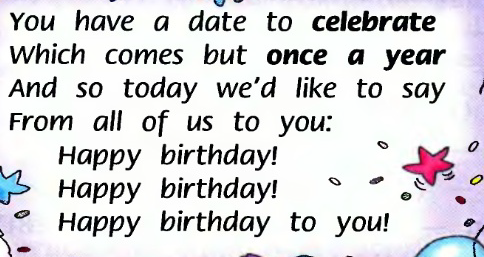 You have a date to celebrate
Which comes but once a year
And so today we'd like to say
From all of us to you:
Happy birthday!
Happy birthday!
Happy birthday to you!